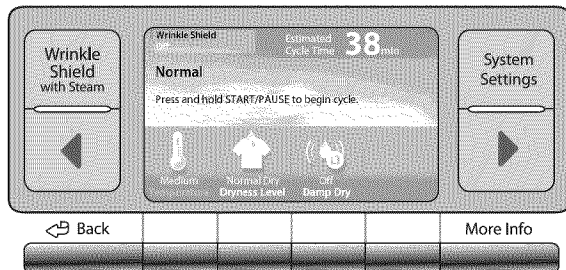 Wrinkle
Shield
with Steam
Wrinkle Shield
Off
Estimated
Cycle Time 38 min
Normal
Press and hold START/PAUSE to begin cycle.
Medium
Temperature
Normal Dry
Dryness Level
Off
Damp Dry
System
Settings
Back
More Info